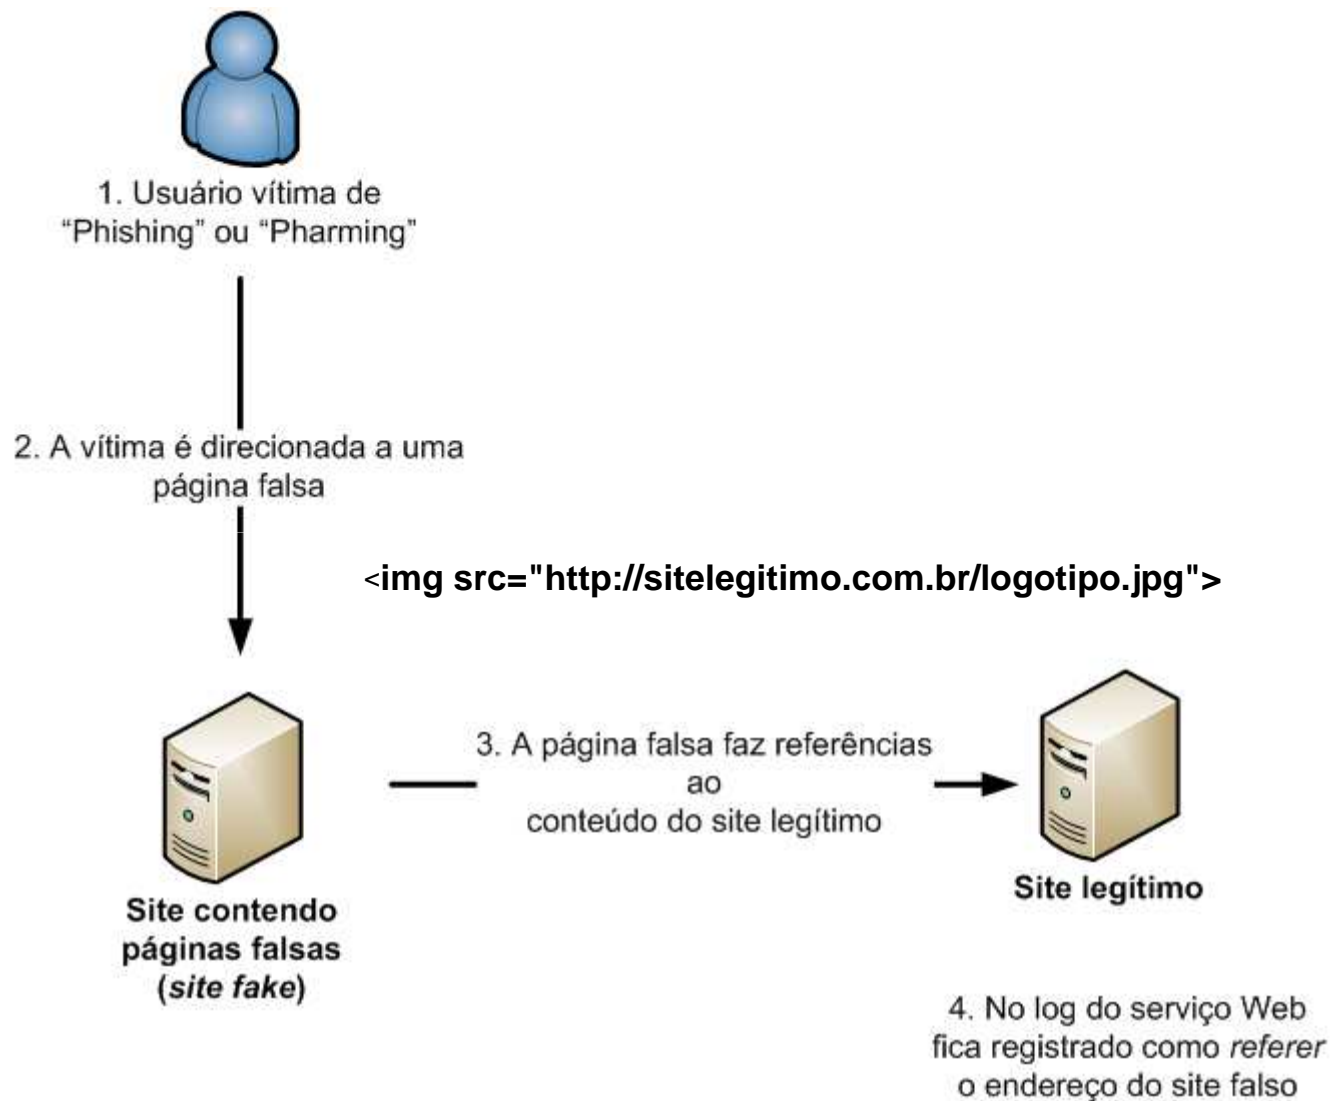 1. Usuário vítima de
“Phishing” ou “Pharming”
2. A vítima é direcionada a uma
página falsa
<img src="http://sitelegitimo.com.br/logotipo.jpg">
3. A página falsa faz referências
ao
conteúdo do site legítimo
Site contendo
páginas falsas
(site fake)
Site legítimo
4. No log do serviço Web
fica registrado como referer
o endereço do site falso